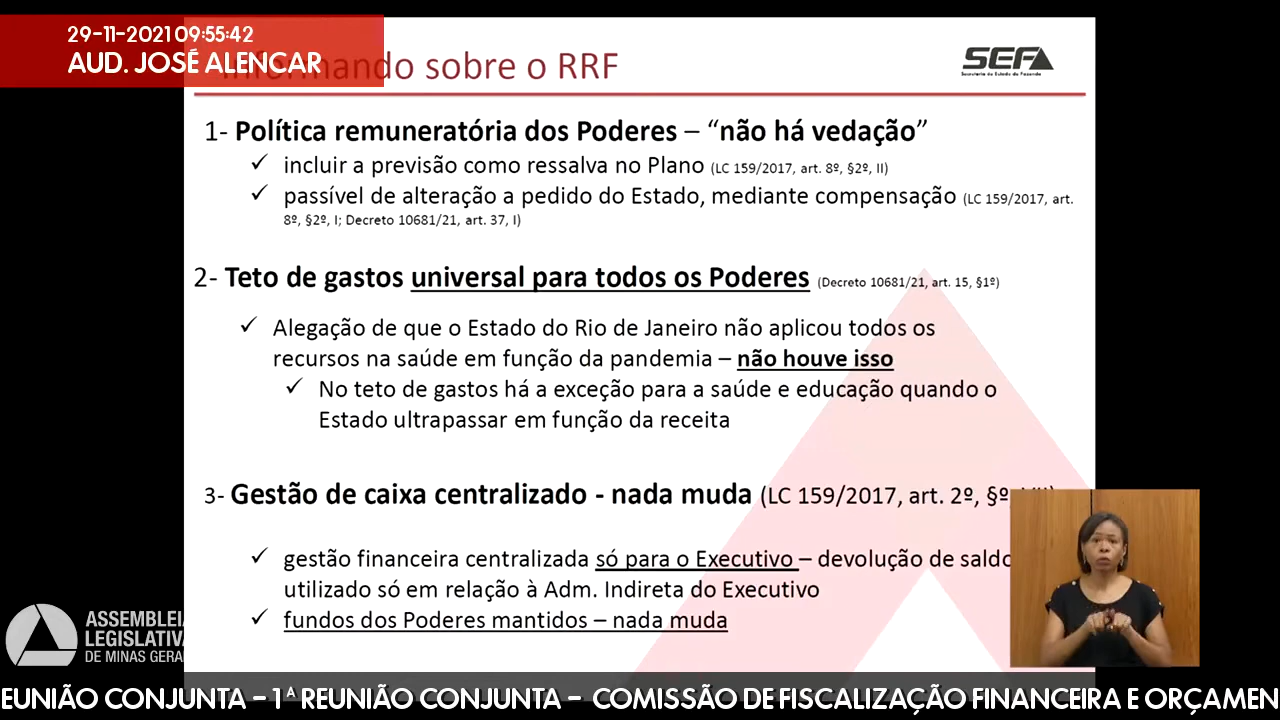 29-11-2021 09:55:42
AUD. JOSÉ ALENCAR
mando sobre o RRF
SEFA
Secretaria de Estado de Fazenda
1- Política remuneratória dos Poderes – “não há vedação”
✓ incluir a previsão como ressalva no Plano (LC 159/2017, art. 8º, §2º, II)
✓ passível de alteração a pedido do Estado, mediante compensação (LC 159/2017, art.
8º, §2º, I; Decreto 10681/21, art. 37, I)
2- Teto de gastos universal para todos os Poderes (Decreto 10681/21, art. 15, §1º)
✓ Alegação de que o Estado do Rio de Janeiro não aplicou todos os
recursos na saúde em função da pandemia – não houve isso
✓ No teto de gastos há a exceção para a saúde e educação quando o
Estado ultrapassar em função da receita
3- Gestão de caixa centralizado - nada muda (LC 159/2017, art. 2º, §º,
✓ gestão financeira centralizada só para o Executivo – devolução de saldo
utilizado só em relação à Adm. Indireta do Executivo
✓ fundos dos Poderes mantidos – nada muda
ASSEMBLEIA
LEGISLATIVA
DE MINAS GERAI
EUNIÃO CONJUNTA – 1ª REUNIÃO CONJUNTA – COMISSÃO DE FISCALIZAÇÃO FINANCEIRA E ORÇAMEN